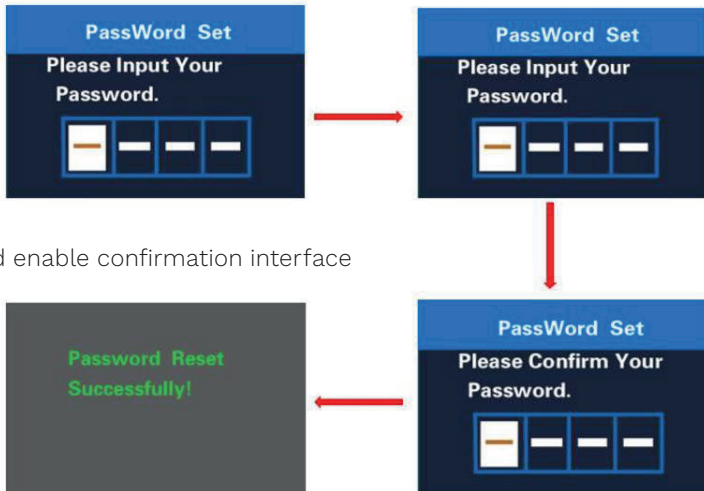 PassWord Set
Please Input Your
Password.
PassWord Set
Please Input Your
Password.
enable confirmation interface
Password Reset
Successfully!
PassWord Set
Please Confirm Your
Password.